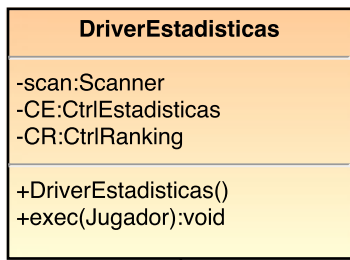 DriverEstadisticas
-scan:Scanner
-CE:CtrlEstadisticas
-CR:CtrlRanking
+DriverEstadisticas()
+exec(Jugador):void